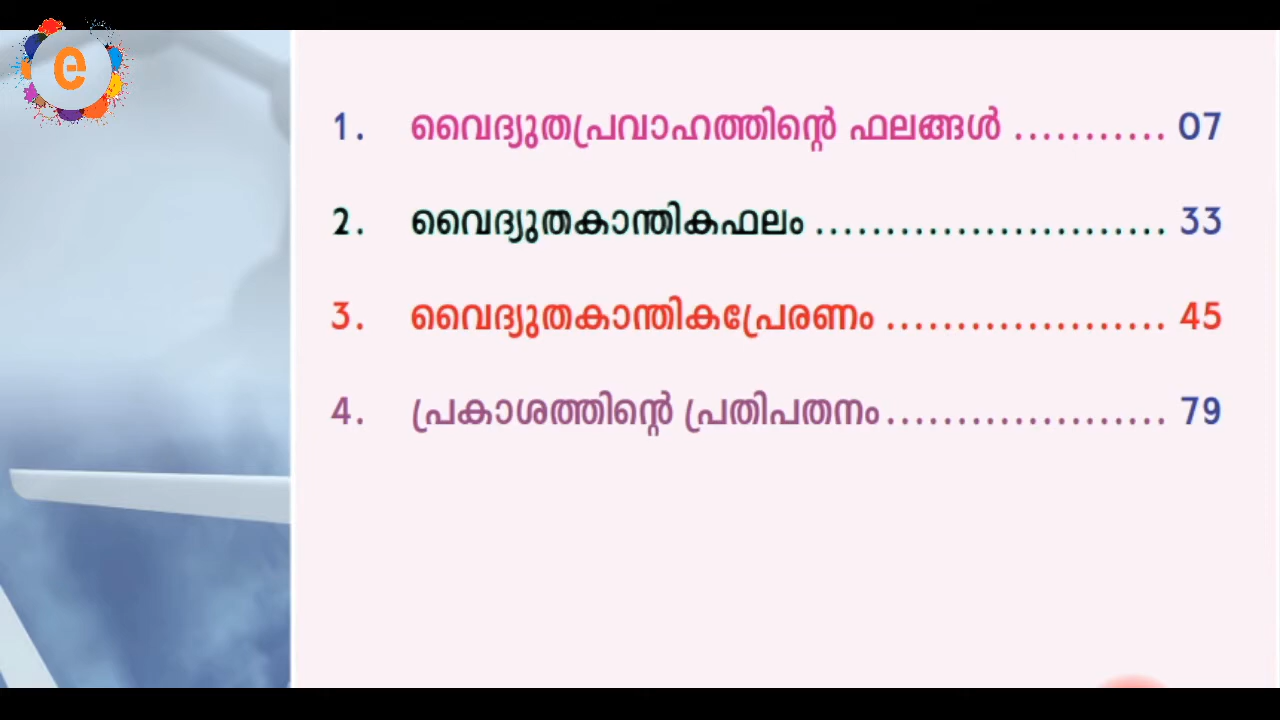 e
1. വൈദ്യുതപ്രവാഹത്തിന്റെ ഫലങ്ങൾ ........... 07
2. വൈദ്യുതകാന്തികഫലം ......................... 33
3. വൈദ്യുതകാന്തികപ്രേരണം .................... 45
4. പ്രകാശത്തിന്റെ പ്രതിപതനം .................... 79